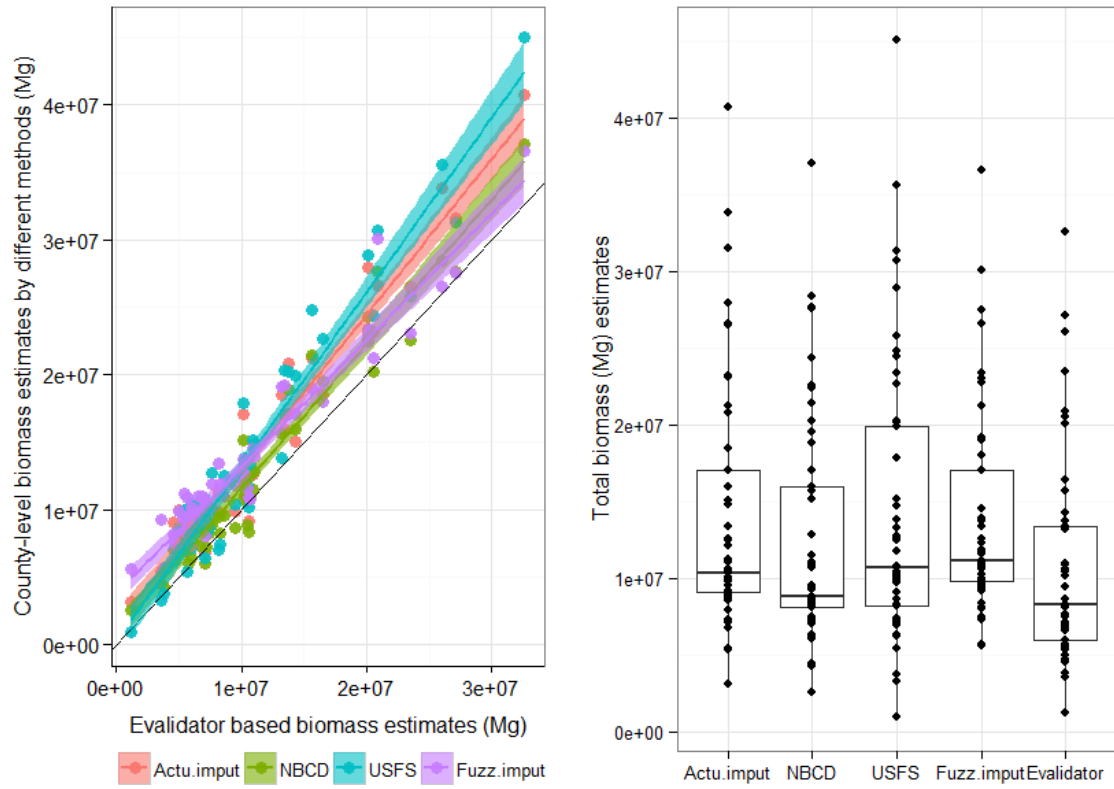 County-level biomass estimates by different methods (Mg)
4e+07
3e+07
2e+07
1e+07
0e+00
0e+00 1e+07 2e+07 3e+07
Evalidator based biomass estimates (Mg)
Actu.imput NBCD USFS Fuzz.imput
Total biomass (Mg) estimates
4e+07
3e+07
2e+07
1e+07
0e+00
Actu.imput NBCD USFS Fuzz.imput Evalidator